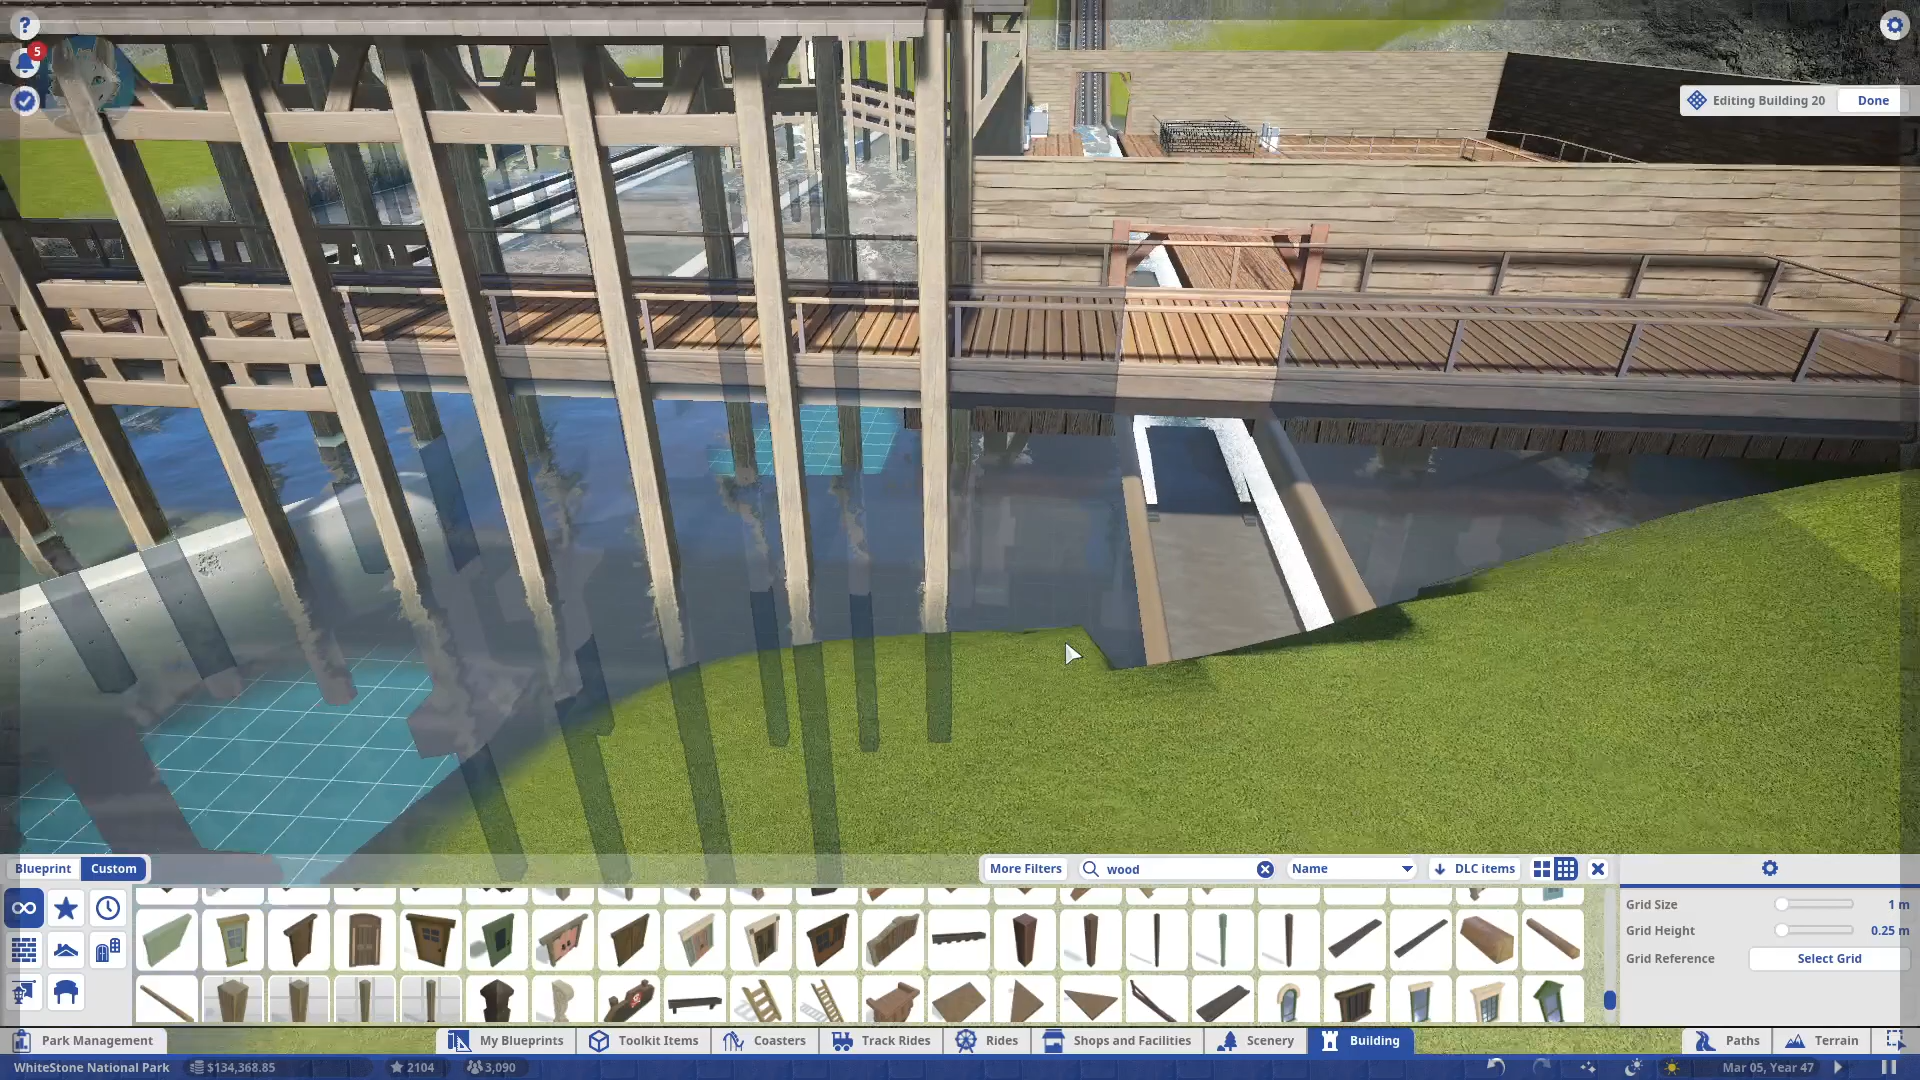 ?
5
Editing Building 20
Done
Blueprint
Custom
More Filters
wood
Name
DLC items
Grid Size
1 m
Grid Height
0.25 m
Grid Reference
Select Grid
Park Management
My Blueprints
Toolkit Items
Coasters
Track Rides
Rides
Shops and Facilities
Scenery
Building
Paths
Terrain
WhiteStone National Park
$134,368.85
2104
3,090
Mar 05, Year 47